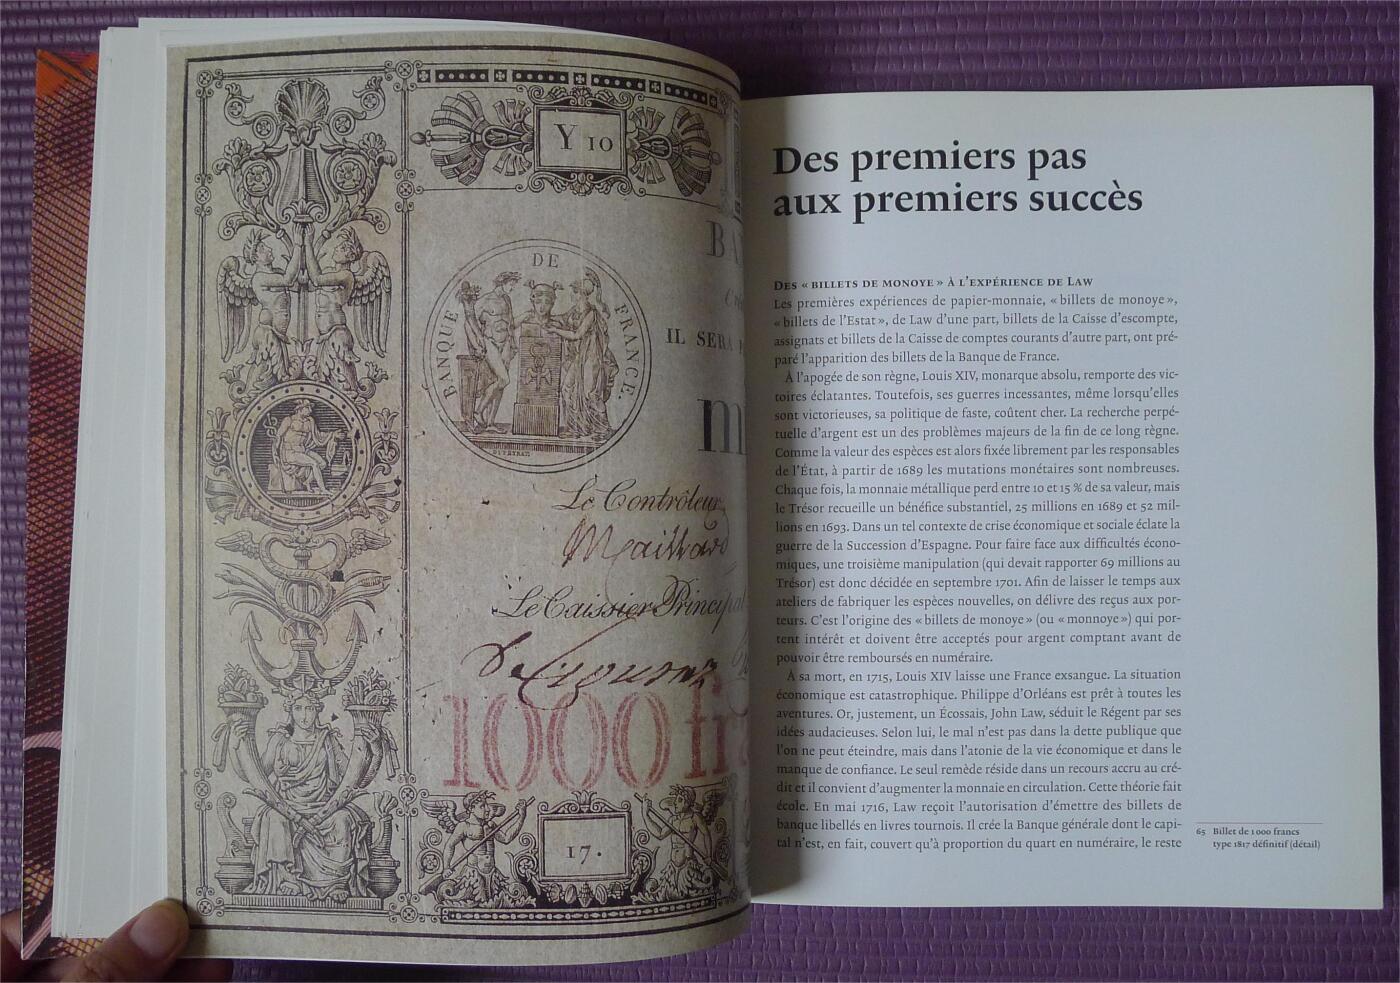 Y 10
BANQUE DE FRANCE.
IL SERA
Le Contrôleur
Maillard
Le Caissier Principal
1000 fr
17.
Des premiers pas
aux premiers succès
Des « billets de monoye » à l'expérience de Law
Les premières expériences de papier-monnaie, « billets de monoye »,
« billets de l'Estat », de Law d'une part, billets de la Caisse d'escompte,
assignats et billets de la Caisse de comptes courants d'autre part, ont pré-
paré l'apparition des billets de la Banque de France.
À l'apogée de son règne, Louis XIV, monarque absolu, remporte des vic-
toires éclatantes. Toutefois, ses guerres incessantes, même lorsqu'elles
sont victorieuses, sa politique de faste, coûtent cher. La recherche perpé-
tuelle d'argent est un des problèmes majeurs de la fin de ce long règne.
Comme la valeur des espèces est alors fixée librement par les responsables
de l'État, à partir de 1689 les mutations monétaires sont nombreuses.
Chaque fois, la monnaie métallique perd entre 10 et 15 % de sa valeur, mais
le Trésor recueille un bénéfice substantiel, 25 millions en 1689 et 52 mil-
lions en 1693. Dans un tel contexte de crise économique et sociale éclate la
guerre de la Succession d'Espagne. Pour faire face aux difficultés écono-
miques, une troisième manipulation (qui devait rapporter 69 millions au
Trésor) est donc décidée en septembre 1701. Afin de laisser le temps aux
ateliers de fabriquer les espèces nouvelles, on délivre des reçus aux por-
teurs. C'est l'origine des « billets de monoye » (ou « monnoye ») qui por-
tent intérêt et doivent être acceptés pour argent comptant avant de
pouvoir être remboursés en numéraire.
À sa mort, en 1715, Louis XIV laisse une France exsangue. La situation
économique est catastrophique. Philippe d'Orléans est prêt à toutes les
aventures. Or, justement, un Écossais, John Law, séduit le Régent par ses
idées audacieuses. Selon lui, le mal n'est pas dans la dette publique que
l'on ne peut éteindre, mais dans l'atonie de la vie économique et dans le
manque de confiance. Le seul remède réside dans un recours accru au cré-
dit et il convient d'augmenter la monnaie en circulation. Cette théorie fait
école. En mai 1716, Law reçoit l'autorisation d'émettre des billets de
banque libellés en livres tournois. Il crée la Banque générale dont le capi-
tal n'est, en fait, couvert qu'à proportion du quart en numéraire, le reste
65 Billet de 1 000 francs
type 1817 définitif (détail)